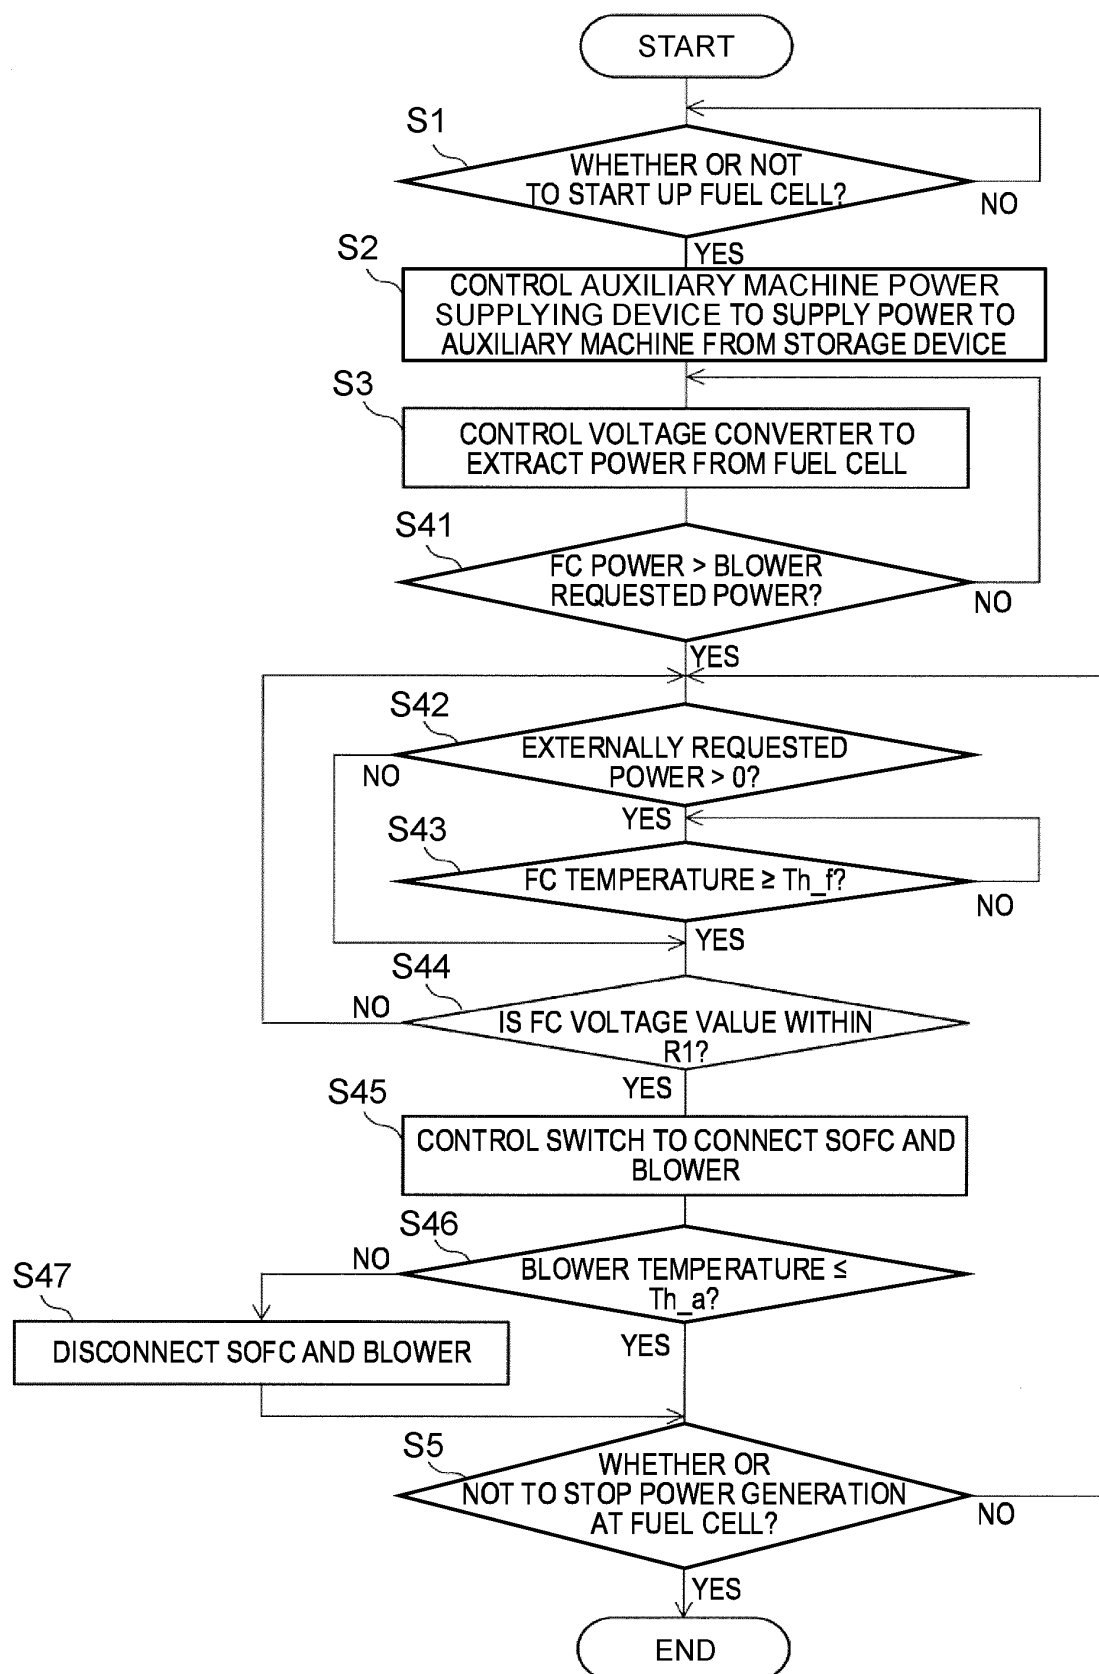 START
S1
WHETHER OR NOT
TO START UP FUEL CELL?
NO
YES
S2
CONTROL AUXILIARY MACHINE POWER
SUPPLYING DEVICE TO SUPPLY POWER TO
AUXILIARY MACHINE FROM STORAGE DEVICE
S3
CONTROL VOLTAGE CONVERTER TO
EXTRACT POWER FROM FUEL CELL
S41
FC POWER > BLOWER
REQUESTED POWER?
NO
YES
S42
EXTERNALLY REQUESTED
POWER > 0?
NO
YES
S43
FC TEMPERATURE ≥ Th_f?
NO
YES
S44
NO
IS FC VOLTAGE VALUE WITHIN
R1?
YES
S45
CONTROL SWITCH TO CONNECT SOFC AND
BLOWER
S46
NO
BLOWER TEMPERATURE ≤
Th_a?
S47
YES
DISCONNECT SOFC AND BLOWER
S5
WHETHER OR
NOT TO STOP POWER GENERATION
AT FUEL CELL?
NO
YES
END